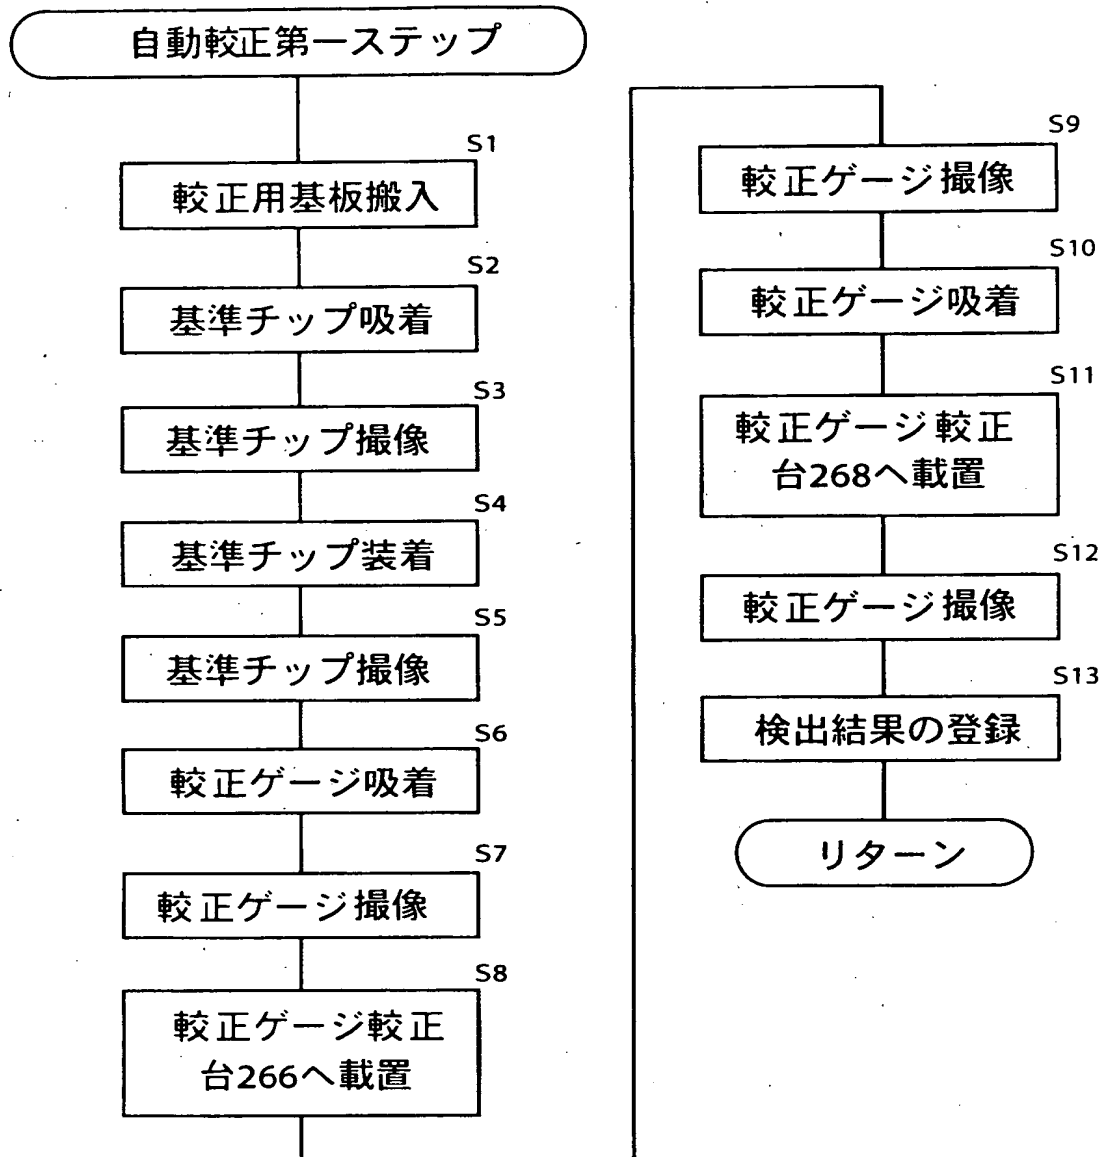 自動較正第一ステップ
S1
較正用基板搬入
S2
基準チップ吸着
S3
基準チップ撮像
S4
基準チップ装着
S5
基準チップ撮像
S6
較正ゲージ吸着
S7
較正ゲージ撮像
S8
較正ゲージ較正
台266へ載置
S9
較正ゲージ撮像
S10
較正ゲージ吸着
S11
較正ゲージ較正
台268へ載置
S12
較正ゲージ撮像
S13
検出結果の登録
リターン